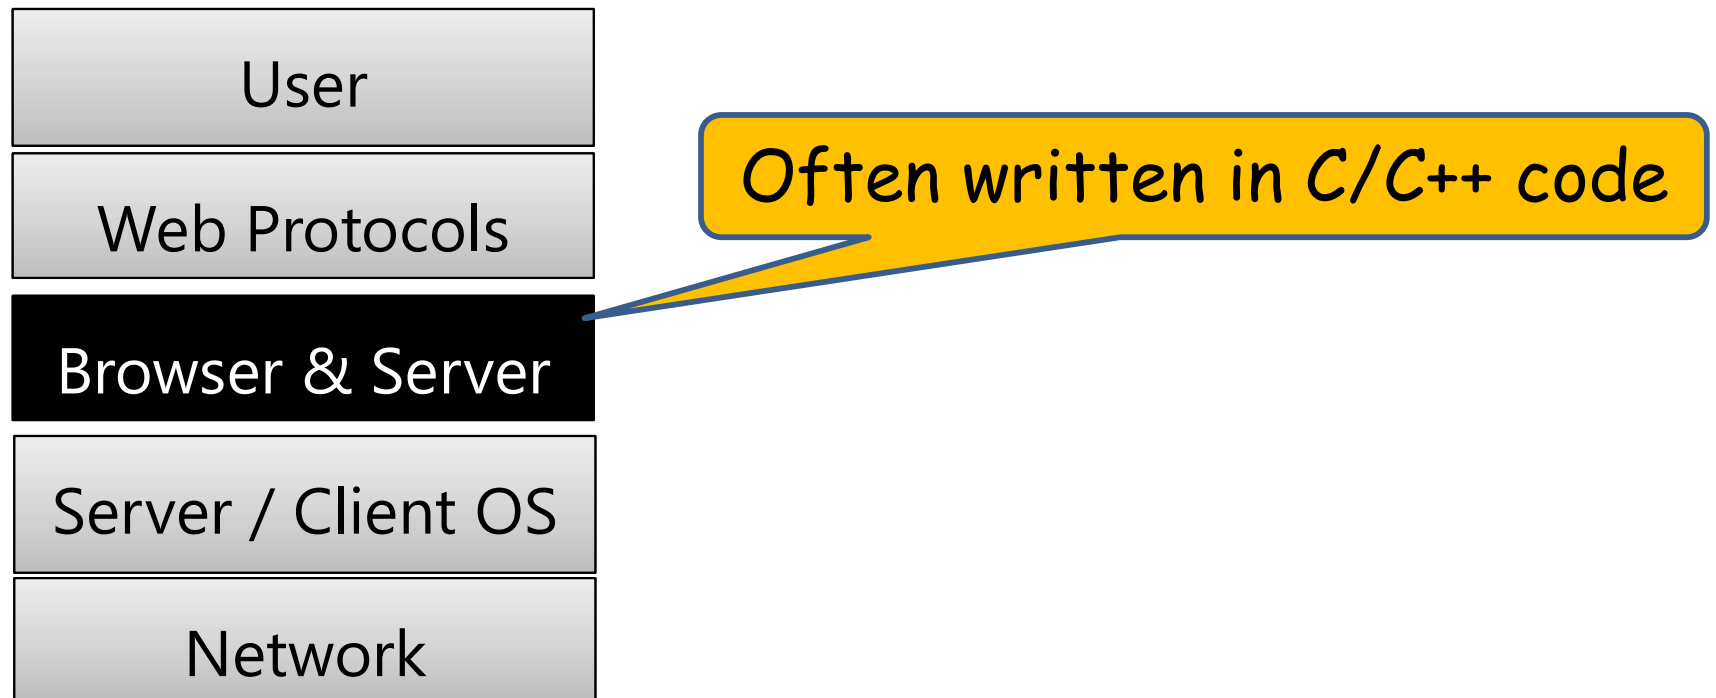 User
Web Protocols
Often written in C/C++ code
Browser & Server
Server / Client OS
Network